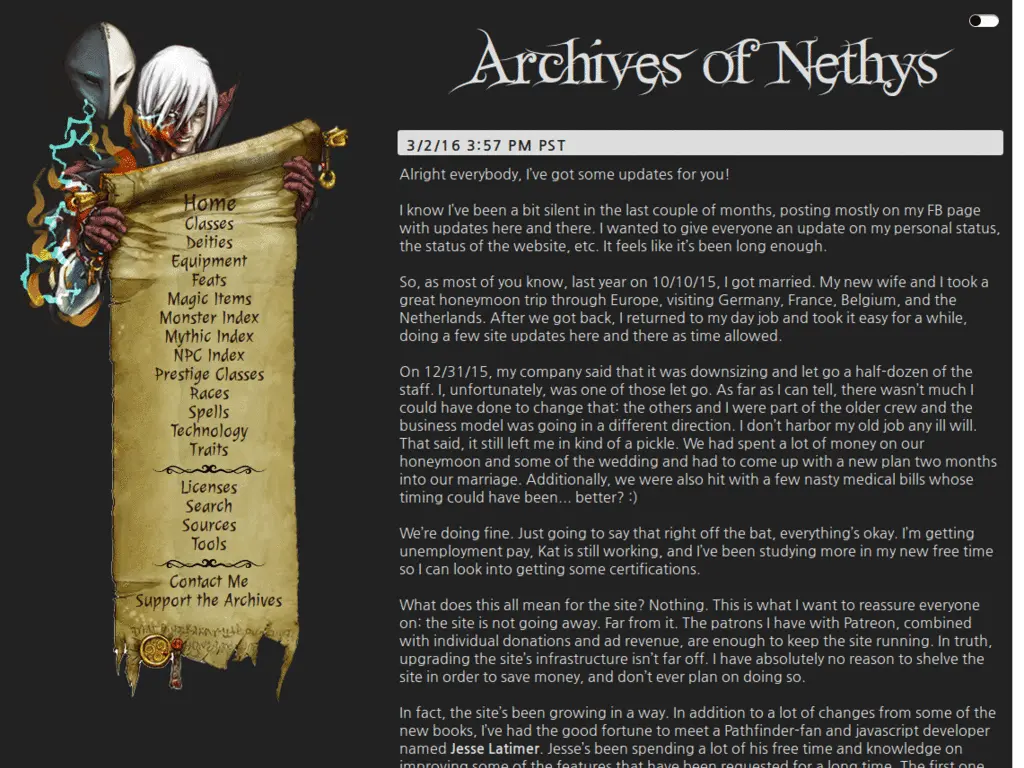 Archives of Nethys
Home
Classes
Deities
Equipment
Feats
Magic Items
Monster Index
Mythic Index
NPC Index
Prestige Classes
Races
Spells
Technology
Traits
Licenses
Search
Sources
Tools
Contact Me
Support the Archives
3/2/16 3:57 PM PST
Alright everybody, I've got some updates for you!
I know I've been a bit silent in the last couple of months, posting mostly on my FB page
with updates here and there. I wanted to give everyone an update on my personal status,
the status of the website, etc. It feels like it's been long enough.
So, as most of you know, last year on 10/10/15, I got married. My new wife and I took a
great honeymoon trip through Europe, visiting Germany, France, Belgium, and the
Netherlands. After we got back, I returned to my day job and took it easy for a while,
doing a few site updates here and there as time allowed.
On 12/31/15, my company said that it was downsizing and let go a half-dozen of the
staff. I, unfortunately, was one of those let go. As far as I can tell, there wasn't much I
could have done to change that: the others and I were part of the older crew and the
business model was going in a different direction. I don't harbor my old job any ill will.
That said, it still left me in kind of a pickle. We had spent a lot of money on our
honeymoon and some of the wedding and had to come up with a new plan two months
into our marriage. Additionally, we were also hit with a few nasty medical bills whose
timing could have been... better? :)
We're doing fine. Just going to say that right off the bat, everything's okay. I'm getting
unemployment pay, Kat is still working, and I've been studying more in my new free time
so I can look into getting some certifications.
What does this all mean for the site? Nothing. This is what I want to reassure everyone
on: the site is not going away. Far from it. The patrons I have with Patreon, combined
with individual donations and ad revenue, are enough to keep the site running. In truth,
upgrading the site's infrastructure isn't far off. I have absolutely no reason to shelve the
site in order to save money, and don't ever plan on doing so.
In fact, the site's been growing in a way. In addition to a lot of changes from some of the
new books, I've had the good fortune to meet a Pathfinder-fan and javascript developer
named Jesse Latimer. Jesse's been spending a lot of his free time and knowledge on
improving some of the features that have been requested for a long time. The first one,